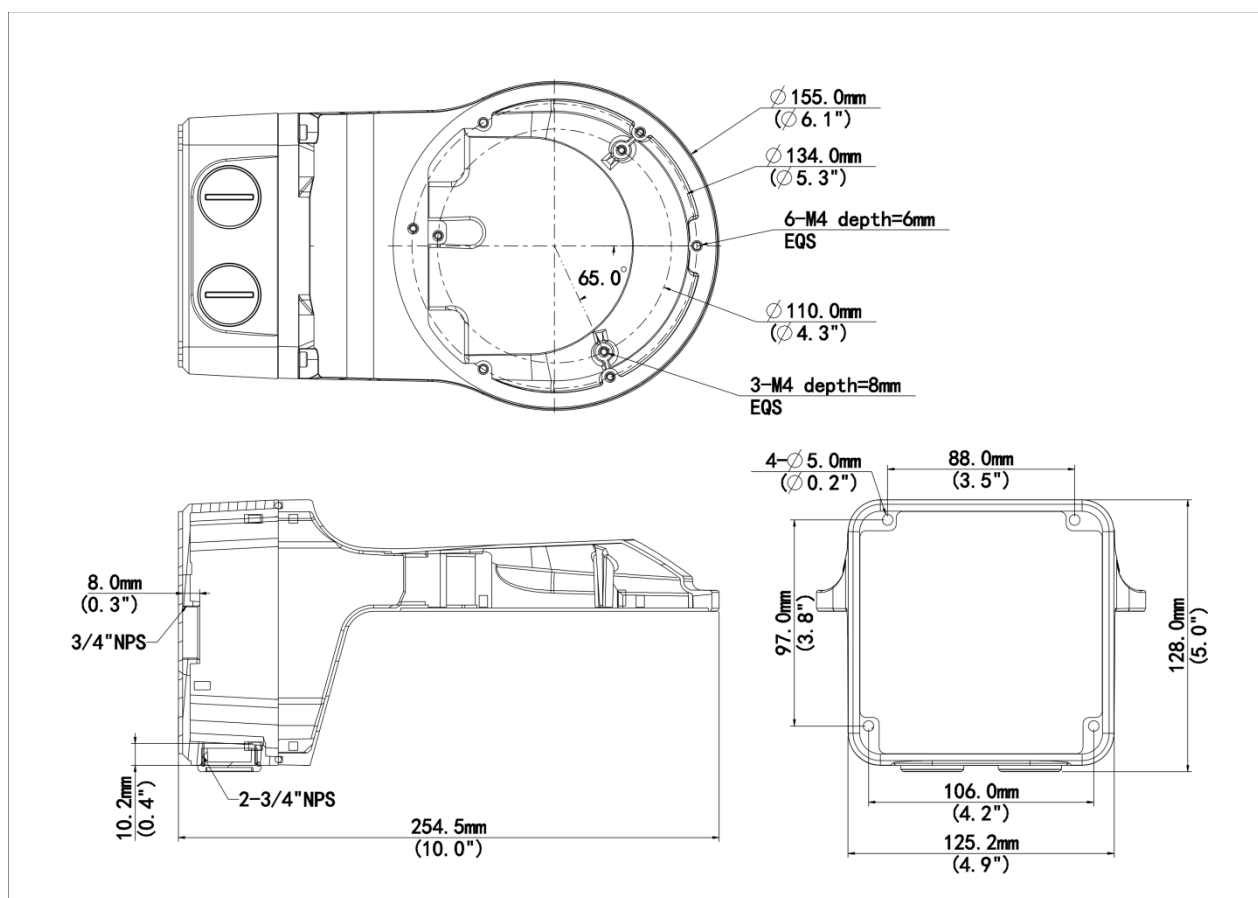 ⌀ 155.0mm
(⌀ 6.1")
⌀ 134.0mm
(⌀ 5.3")
6-M4 depth=6mm
EQS
65.0°
⌀ 110.0mm
(⌀ 4.3")
3-M4 depth=8mm
EQS
4-⌀ 5.0mm
(⌀ 0.2")
88.0mm
(3.5")
8.0mm
(0.3")
3/4"NPS
97.0mm
(3.8")
128.0mm
(5.0")
10.2mm
(0.4")
2-3/4"NPS
254.5mm
(10.0")
106.0mm
(4.2")
125.2mm
(4.9")